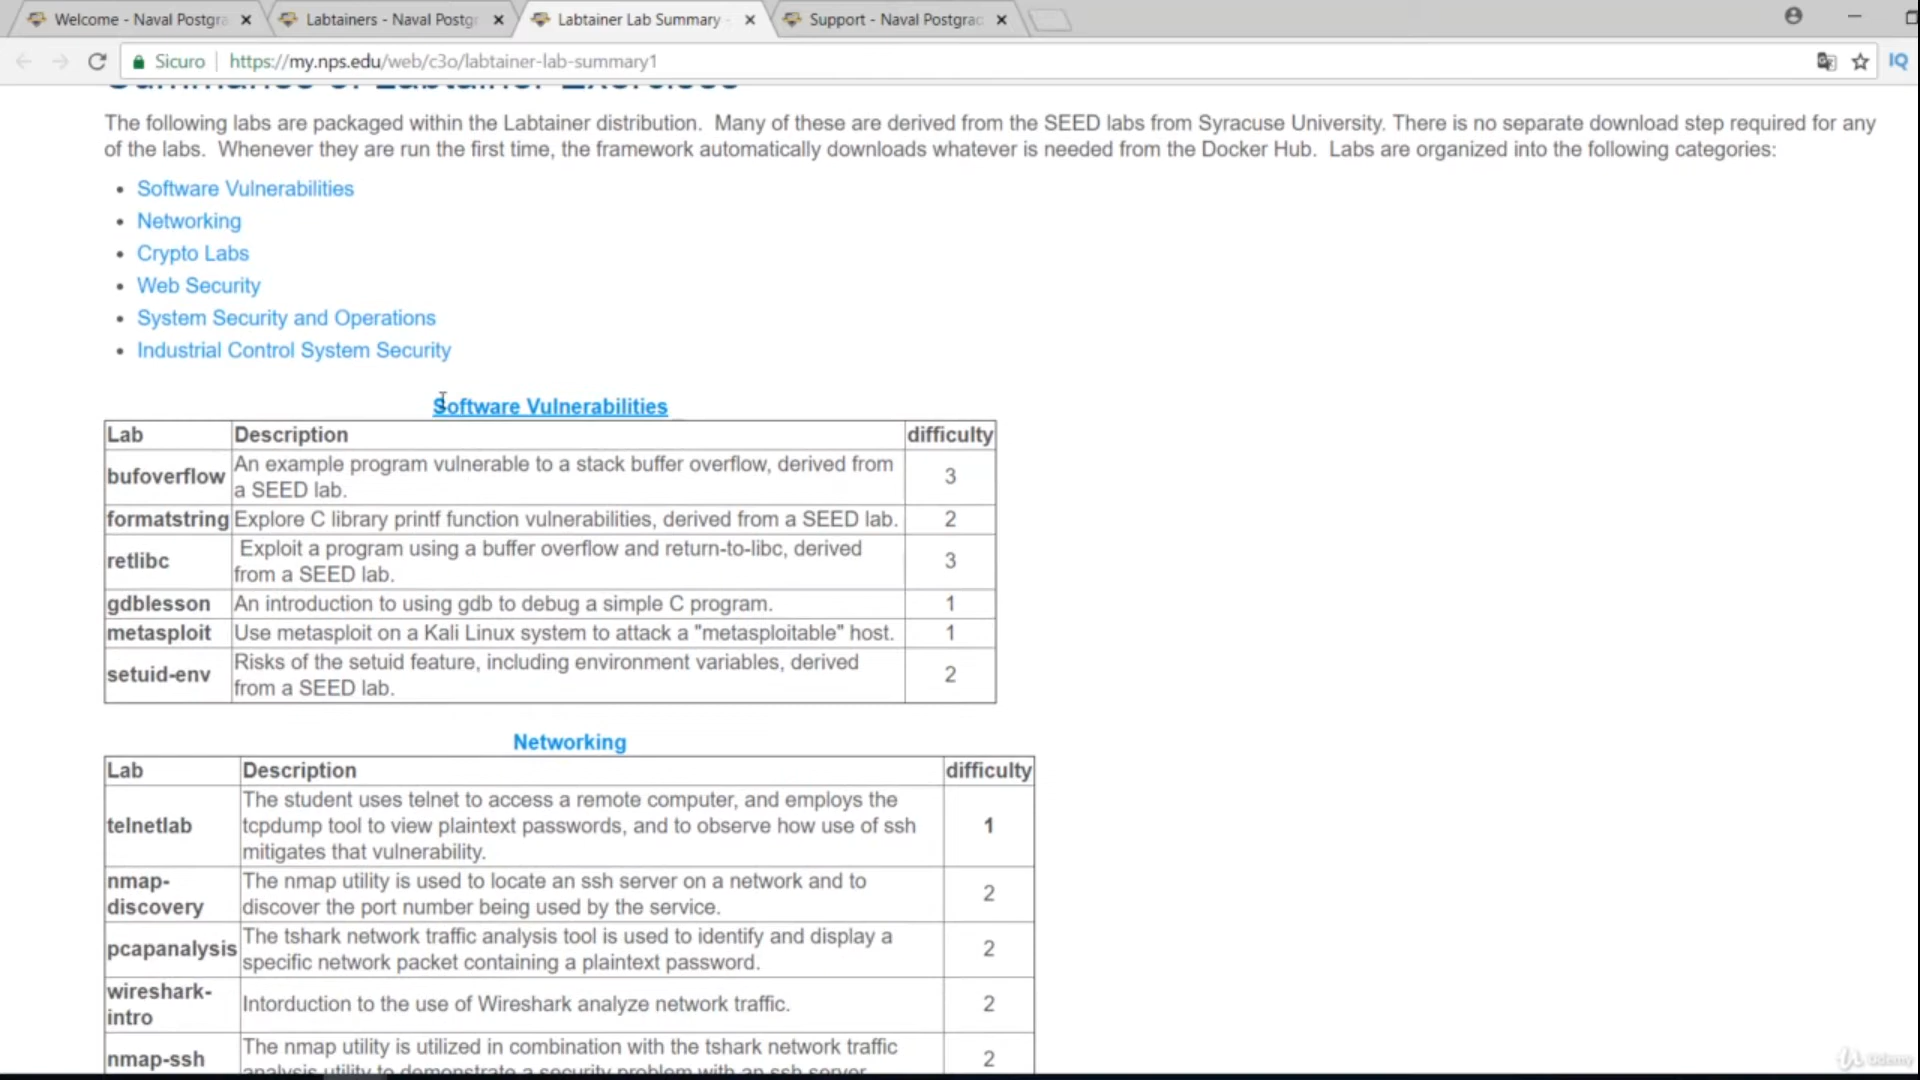 Welcome - Naval Postgra
Labtainers - Naval Postg
Labtainer Lab Summary -
Support - Naval Postgrad
Sicuro
https://my.nps.edu/web/c3o/labtainer-lab-summary1
IQ
The following labs are packaged within the Labtainer distribution. Many of these are derived from the SEED labs from Syracuse University. There is no separate download step required for any
of the labs. Whenever they are run the first time, the framework automatically downloads whatever is needed from the Docker Hub. Labs are organized into the following categories:
Software Vulnerabilities
Networking
Crypto Labs
Web Security
System Security and Operations
Industrial Control System Security
Software Vulnerabilities
Lab Description difficulty
bufoverflow An example program vulnerable to a stack buffer overflow, derived from
a SEED lab. 3
formatstring Explore C library printf function vulnerabilities, derived from a SEED lab. 2
retlibc Exploit a program using a buffer overflow and return-to-libc, derived
from a SEED lab. 3
gdblesson An introduction to using gdb to debug a simple C program. 1
metasploit Use metasploit on a Kali Linux system to attack a "metasploitable" host. 1
setuid-env Risks of the setuid feature, including environment variables, derived
from a SEED lab. 2
Networking
Lab Description difficulty
telnetlab The student uses telnet to access a remote computer, and employs the
tcpdump tool to view plaintext passwords, and to observe how use of ssh
mitigates that vulnerability. 1
nmap-
discovery The nmap utility is used to locate an ssh server on a network and to
discover the port number being used by the service. 2
pcapanalysis The tshark network traffic analysis tool is used to identify and display a
specific network packet containing a plaintext password. 2
wireshark-
intro Intorduction to the use of Wireshark analyze network traffic. 2
nmap-ssh The nmap utility is utilized in combination with the tshark network traffic
analysis utility to demonstrate a security problem with an ssh server. 2
Udemy